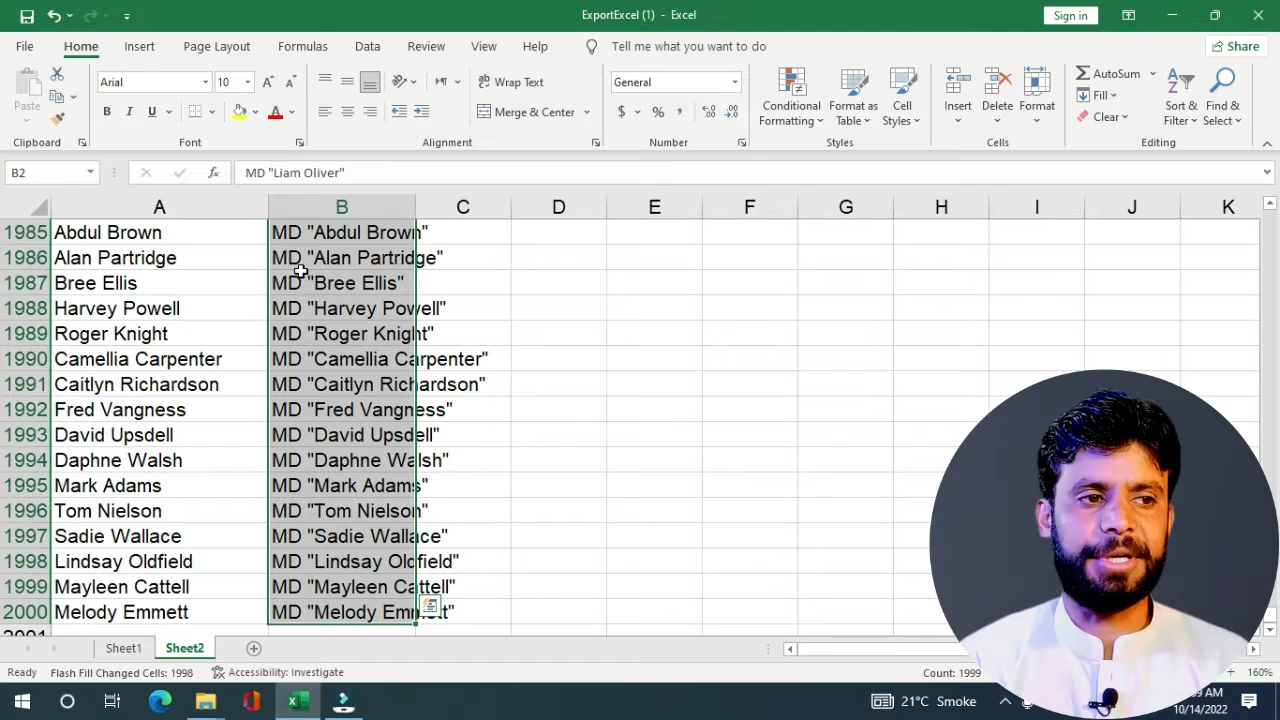 ExportExcel (1) - Excel
Sign in
File Home Insert Page Layout Formulas Data Review View Help Tell me what you want to do Share
Paste
Arial 10
B I U A
Wrap Text
Merge & Center
General
$ % ,
Conditional Formatting
Format as Table
Cell Styles
Insert Delete Format
AutoSum
Fill
Clear
Sort & Filter
Find & Select
Clipboard Font Alignment Number Styles Cells Editing
B2 fx MD "Liam Oliver"
A B C D E F G H I J K
1985 Abdul Brown MD "Abdul Brown"
1986 Alan Partridge MD "Alan Partridge"
1987 Bree Ellis MD "Bree Ellis"
1988 Harvey Powell MD "Harvey Powell"
1989 Roger Knight MD "Roger Knight"
1990 Camellia Carpenter MD "Camellia Carpenter"
1991 Caitlyn Richardson MD "Caitlyn Richardson"
1992 Fred Vangness MD "Fred Vangness"
1993 David Upsdell MD "David Upsdell"
1994 Daphne Walsh MD "Daphne Walsh"
1995 Mark Adams MD "Mark Adams"
1996 Tom Nielson MD "Tom Nielson"
1997 Sadie Wallace MD "Sadie Wallace"
1998 Lindsay Oldfield MD "Lindsay Oldfield"
1999 Mayleen Cattell MD "Mayleen Cattell"
2000 Melody Emmett MD "Melody Emmett"
2001
Sheet1 Sheet2
Ready Flash Fill Changed Cells: 1998 Accessibility: Investigate Count: 1999 160%
21°C Smoke
AM
10/14/2022